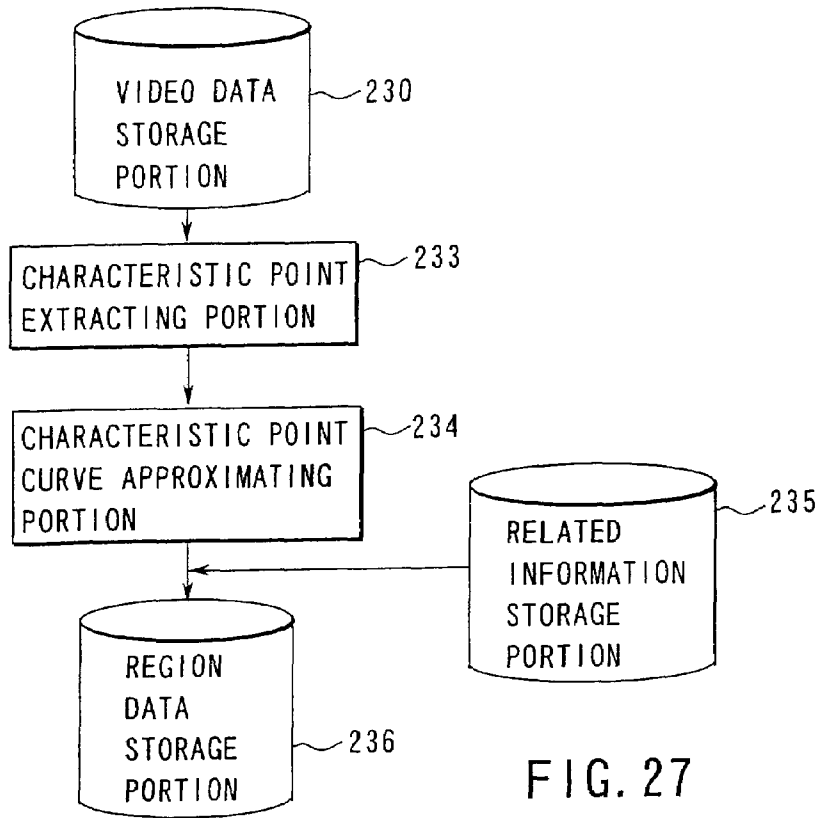 VIDEO DATA
STORAGE
PORTION
230
CHARACTERISTIC POINT
EXTRACTING PORTION
233
CHARACTERISTIC POINT
CURVE APPROXIMATING
PORTION
234
RELATED
INFORMATION
STORAGE
PORTION
235
REGION
DATA
STORAGE
PORTION
236
FIG. 27